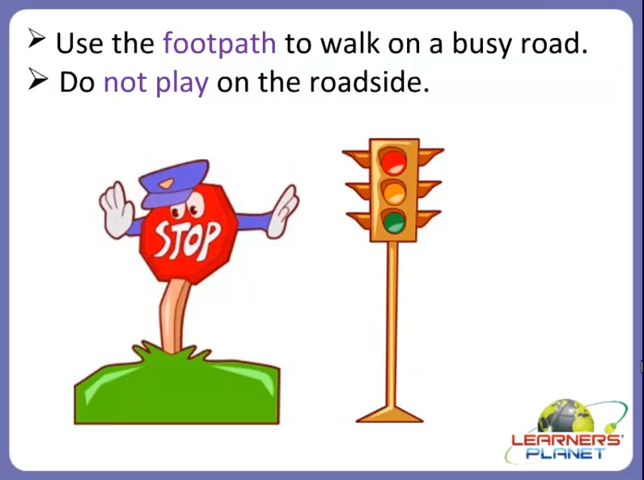 Use the footpath to walk on a busy road.
Do not play on the roadside.
STOP
LEARNERS'
PLANET